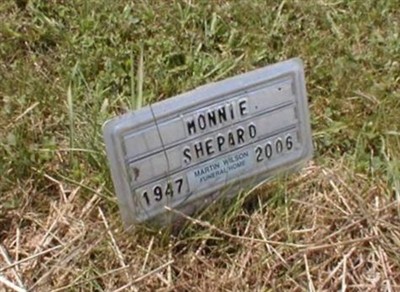 MONNIE
SHEPARD
1947 MARTIN WILSON 2006
FUNERAL HOME